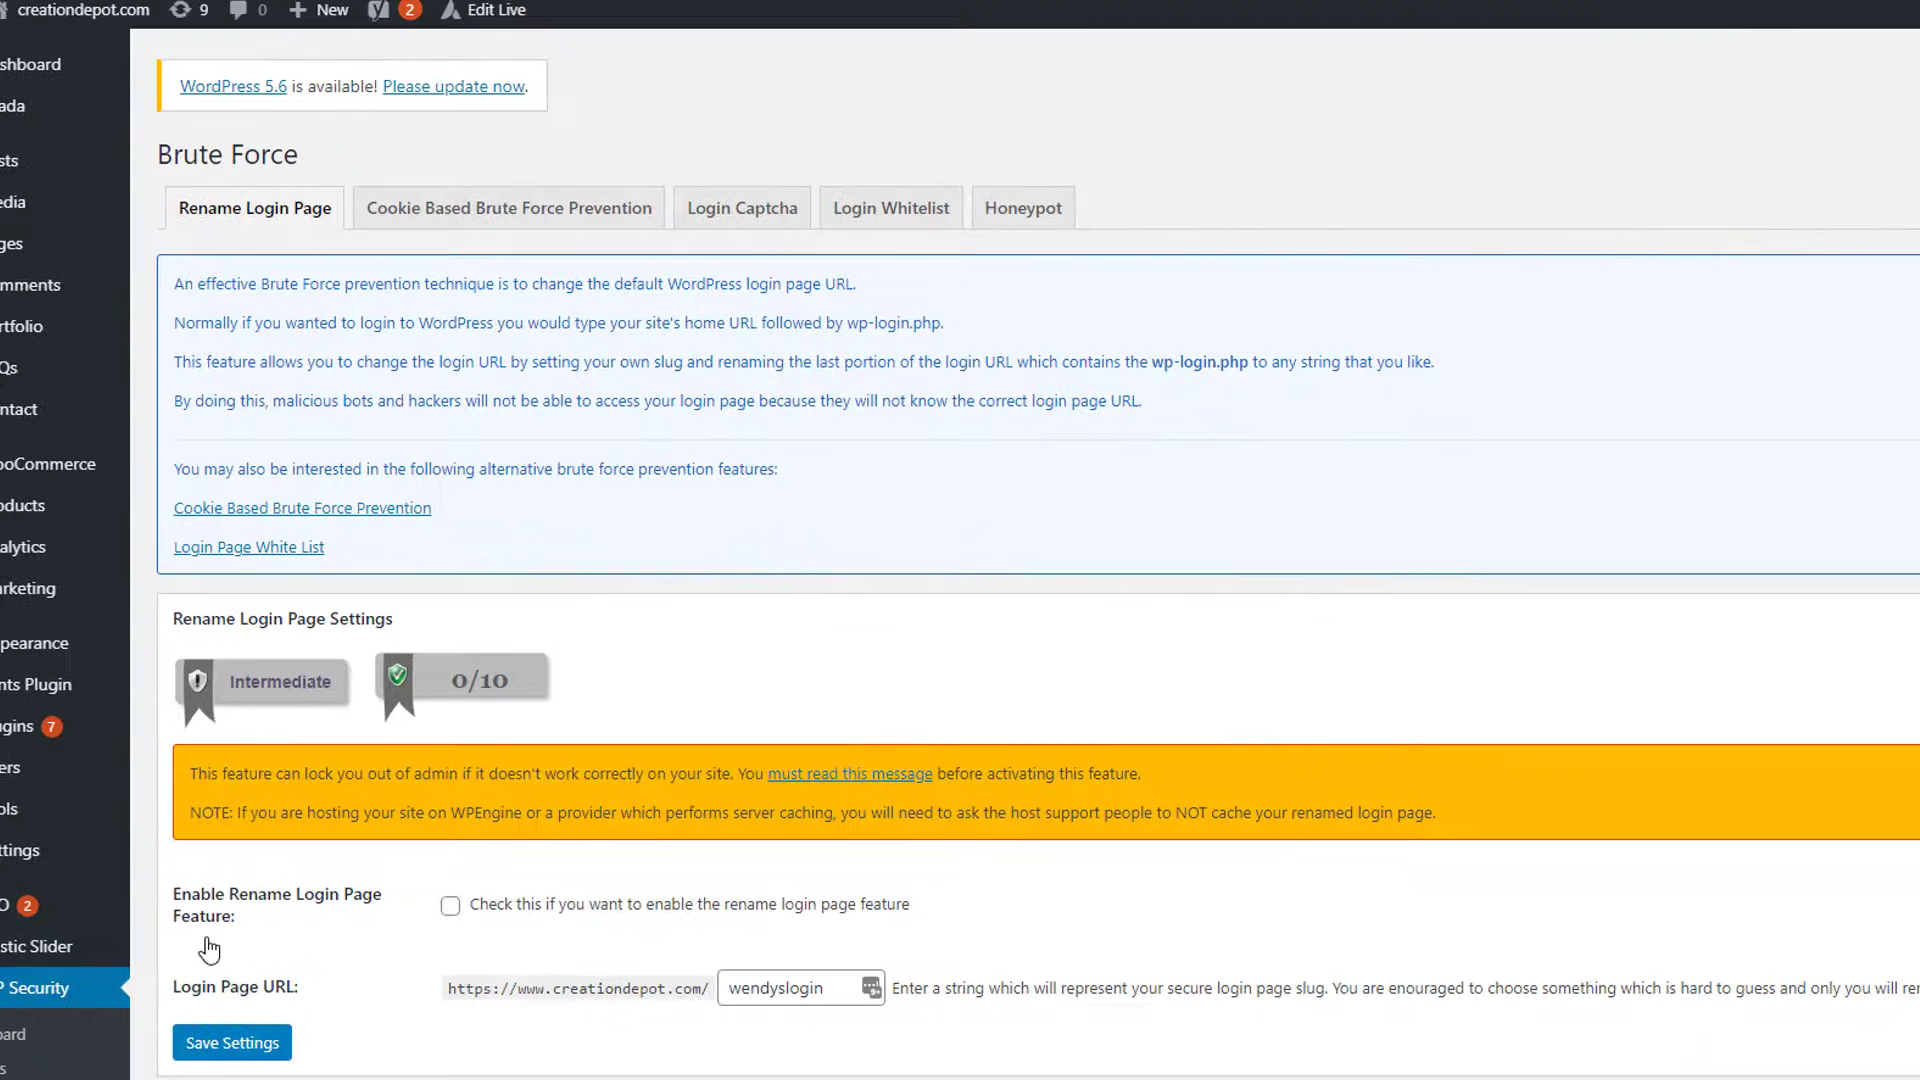 creationdepot.com 9 0 New 2 Edit Live
shboard
ada
sts
edia
ges
mments
rtfolio
Qs
ntact
ooCommerce
oducts
alytics
arketing
pearance
nts Plugin
ugins 7
ers
ols
ttings
O 2
stic Slider
P Security
oard
s
WordPress 5.6 is available! Please update now.
Brute Force
Rename Login Page Cookie Based Brute Force Prevention Login Captcha Login Whitelist Honeypot
An effective Brute Force prevention technique is to change the default WordPress login page URL.
Normally if you wanted to login to WordPress you would type your site's home URL followed by wp-login.php.
This feature allows you to change the login URL by setting your own slug and renaming the last portion of the login URL which contains the wp-login.php to any string that you like.
By doing this, malicious bots and hackers will not be able to access your login page because they will not know the correct login page URL.
You may also be interested in the following alternative brute force prevention features:
Cookie Based Brute Force Prevention
Login Page White List
Rename Login Page Settings
Intermediate 0/10
This feature can lock you out of admin if it doesn't work correctly on your site. You must read this message before activating this feature.
NOTE: If you are hosting your site on WPEngine or a provider which performs server caching, you will need to ask the host support people to NOT cache your renamed login page.
Enable Rename Login Page
Feature:
Check this if you want to enable the rename login page feature
Login Page URL: https://www.creationdepot.com/ wendyslogin Enter a string which will represent your secure login page slug. You are enouraged to choose something which is hard to guess and only you will re
Save Settings